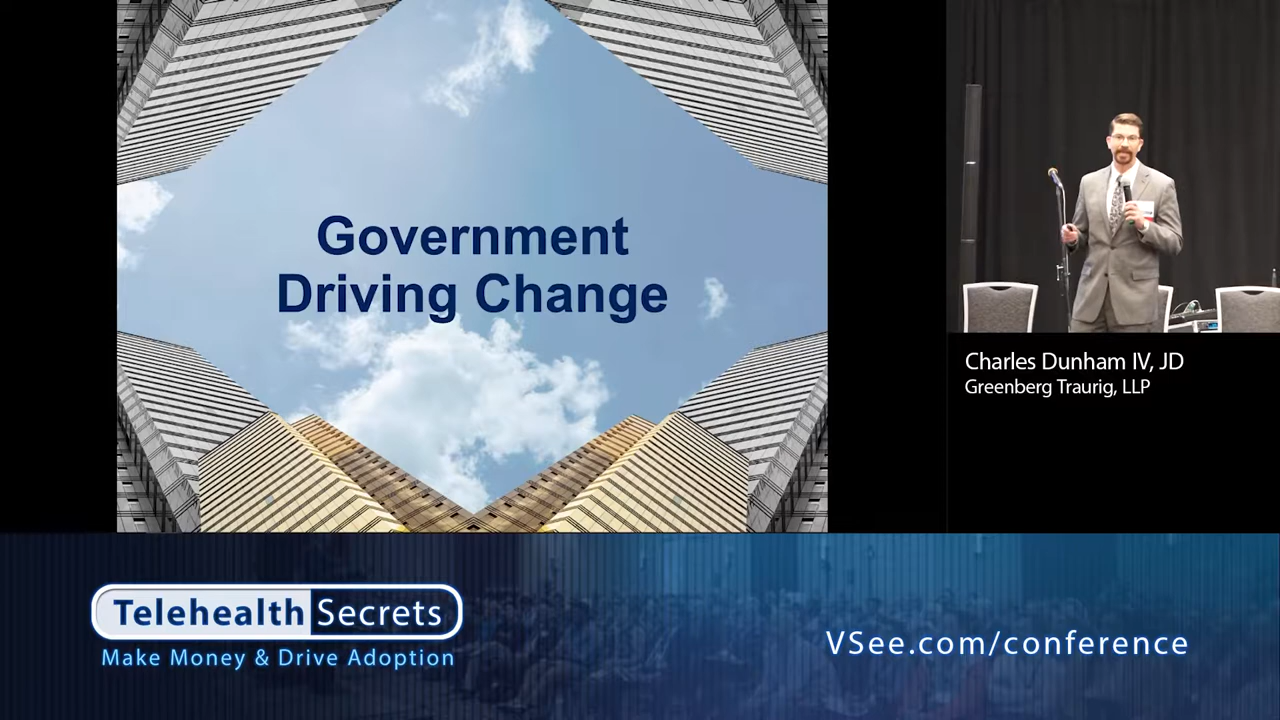 Government
Driving Change
Charles Dunham IV, JD
Greenberg Traurig, LLP
Telehealth Secrets
Make Money & Drive Adoption
VSee.com/conference